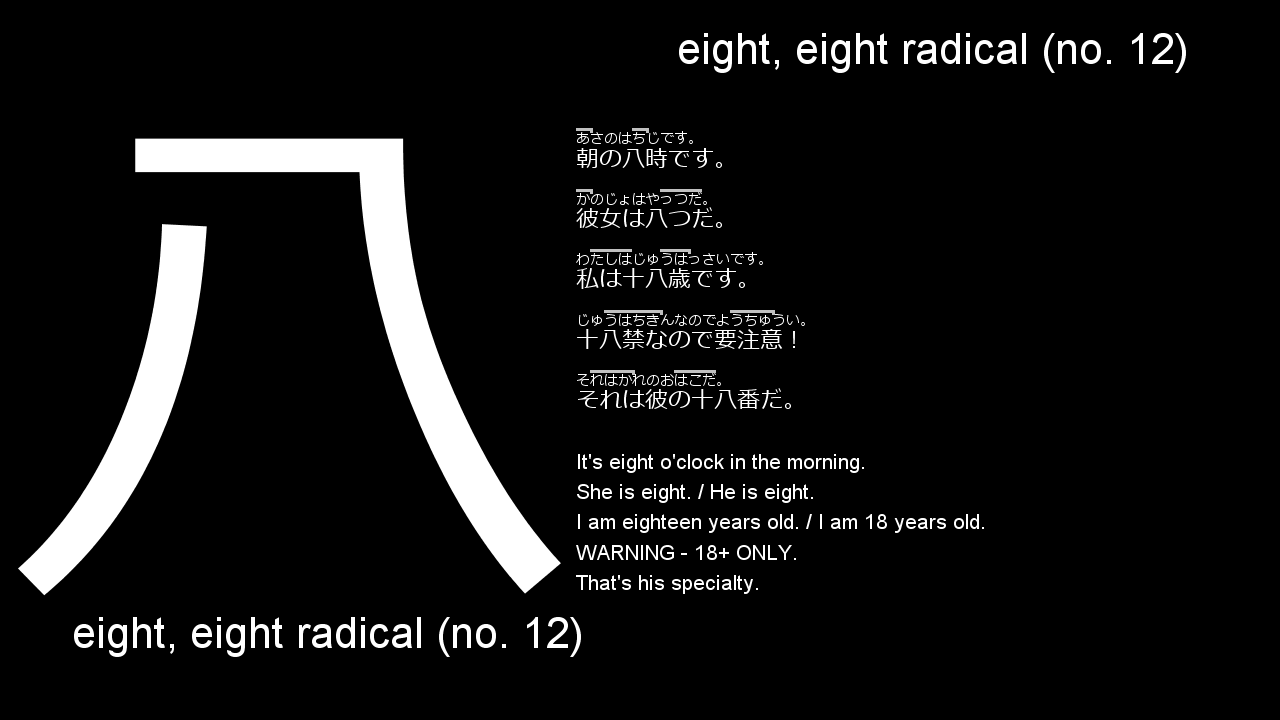 eight, eight radical (no. 12)
八
あさのはちじです。
朝の八時です。
かのじょはやっつだ。
彼女は八つだ。
わたしはじゅうはっさいです。
私は十八歳です。
じゅうはちきんなのでようちゅうい。
十八禁なので要注意！
それはかれのおはこだ。
それは彼の十八番だ。
It's eight o'clock in the morning.
She is eight. / He is eight.
I am eighteen years old. / I am 18 years old.
WARNING - 18+ ONLY.
That's his specialty.
eight, eight radical (no. 12)